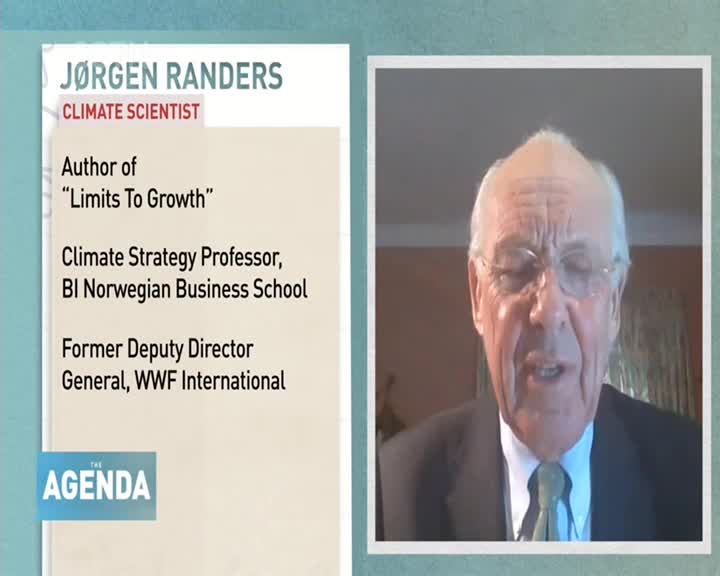 JØRGEN RANDERS
CLIMATE SCIENTIST
Author of
“Limits To Growth”
Climate Strategy Professor,
BI Norwegian Business School
Former Deputy Director
General, WWF International
THE
AGENDA